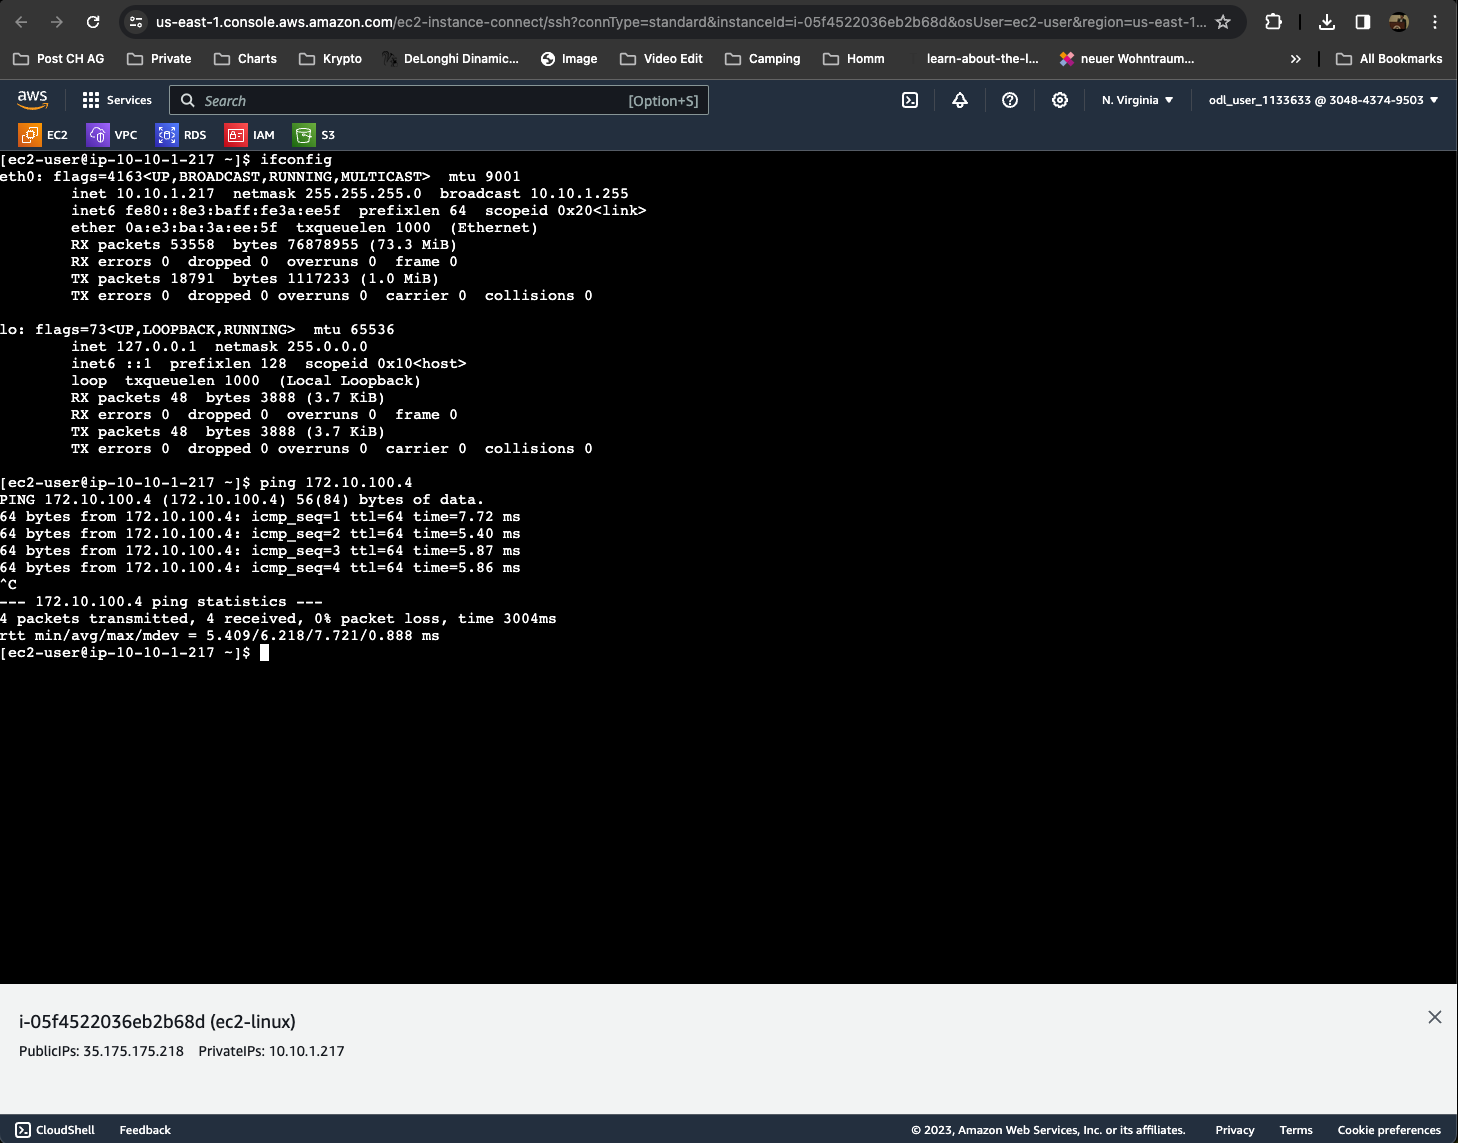 us-east-1.console.aws.amazon.com/ec2-instance-connect/ssh?connType=standard&instanceId=i-05f4522036eb2b68d&osUser=ec2-user&region=us-east-1...
Post CH AG Private Charts Krypto DeLonghi Dinamic... Image Video Edit Camping Homm learn-about-the-l... neuer Wohntraum... » All Bookmarks
aws Services Search [Option+S] N. Virginia ▼ odl_user_1133633 @ 3048-4374-9503 ▼
EC2 VPC RDS IAM S3
[ec2-user@ip-10-10-1-217 ~]$ ifconfig
eth0: flags=4163<UP,BROADCAST,RUNNING,MULTICAST>  mtu 9001
        inet 10.10.1.217  netmask 255.255.255.0  broadcast 10.10.1.255
        inet6 fe80::8e3:baff:fe3a:ee5f  prefixlen 64  scopeid 0x20<link>
        ether 0a:e3:ba:3a:ee:5f  txqueuelen 1000  (Ethernet)
        RX packets 53558  bytes 76878955 (73.3 MiB)
        RX errors 0  dropped 0  overruns 0  frame 0
        TX packets 18791  bytes 1117233 (1.0 MiB)
        TX errors 0  dropped 0 overruns 0  carrier 0  collisions 0
lo: flags=73<UP,LOOPBACK,RUNNING>  mtu 65536
        inet 127.0.0.1  netmask 255.0.0.0
        inet6 ::1  prefixlen 128  scopeid 0x10<host>
        loop  txqueuelen 1000  (Local Loopback)
        RX packets 48  bytes 3888 (3.7 KiB)
        RX errors 0  dropped 0  overruns 0  frame 0
        TX packets 48  bytes 3888 (3.7 KiB)
        TX errors 0  dropped 0 overruns 0  carrier 0  collisions 0
[ec2-user@ip-10-10-1-217 ~]$ ping 172.10.100.4
PING 172.10.100.4 (172.10.100.4) 56(84) bytes of data.
64 bytes from 172.10.100.4: icmp_seq=1 ttl=64 time=7.72 ms
64 bytes from 172.10.100.4: icmp_seq=2 ttl=64 time=5.40 ms
64 bytes from 172.10.100.4: icmp_seq=3 ttl=64 time=5.87 ms
64 bytes from 172.10.100.4: icmp_seq=4 ttl=64 time=5.86 ms
^C
--- 172.10.100.4 ping statistics ---
4 packets transmitted, 4 received, 0% packet loss, time 3004ms
rtt min/avg/max/mdev = 5.409/6.218/7.721/0.888 ms
[ec2-user@ip-10-10-1-217 ~]$
i-05f4522036eb2b68d (ec2-linux)
PublicIPs: 35.175.175.218 PrivateIPs: 10.10.1.217
CloudShell Feedback © 2023, Amazon Web Services, Inc. or its affiliates. Privacy Terms Cookie preferences